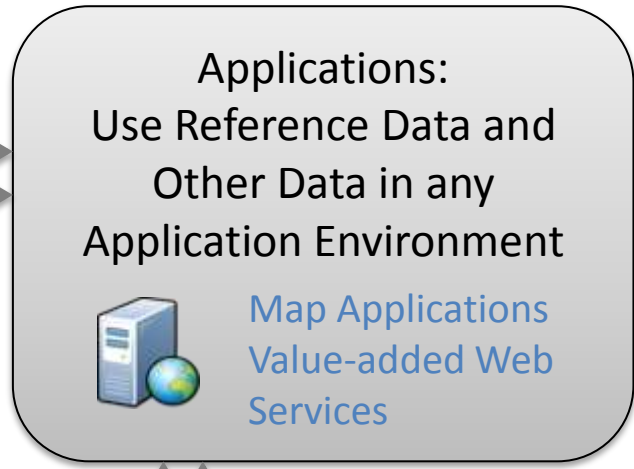 Applications:
Use Reference Data and
Other Data in any
Application Environment
Map Applications
Value-added Web
Services